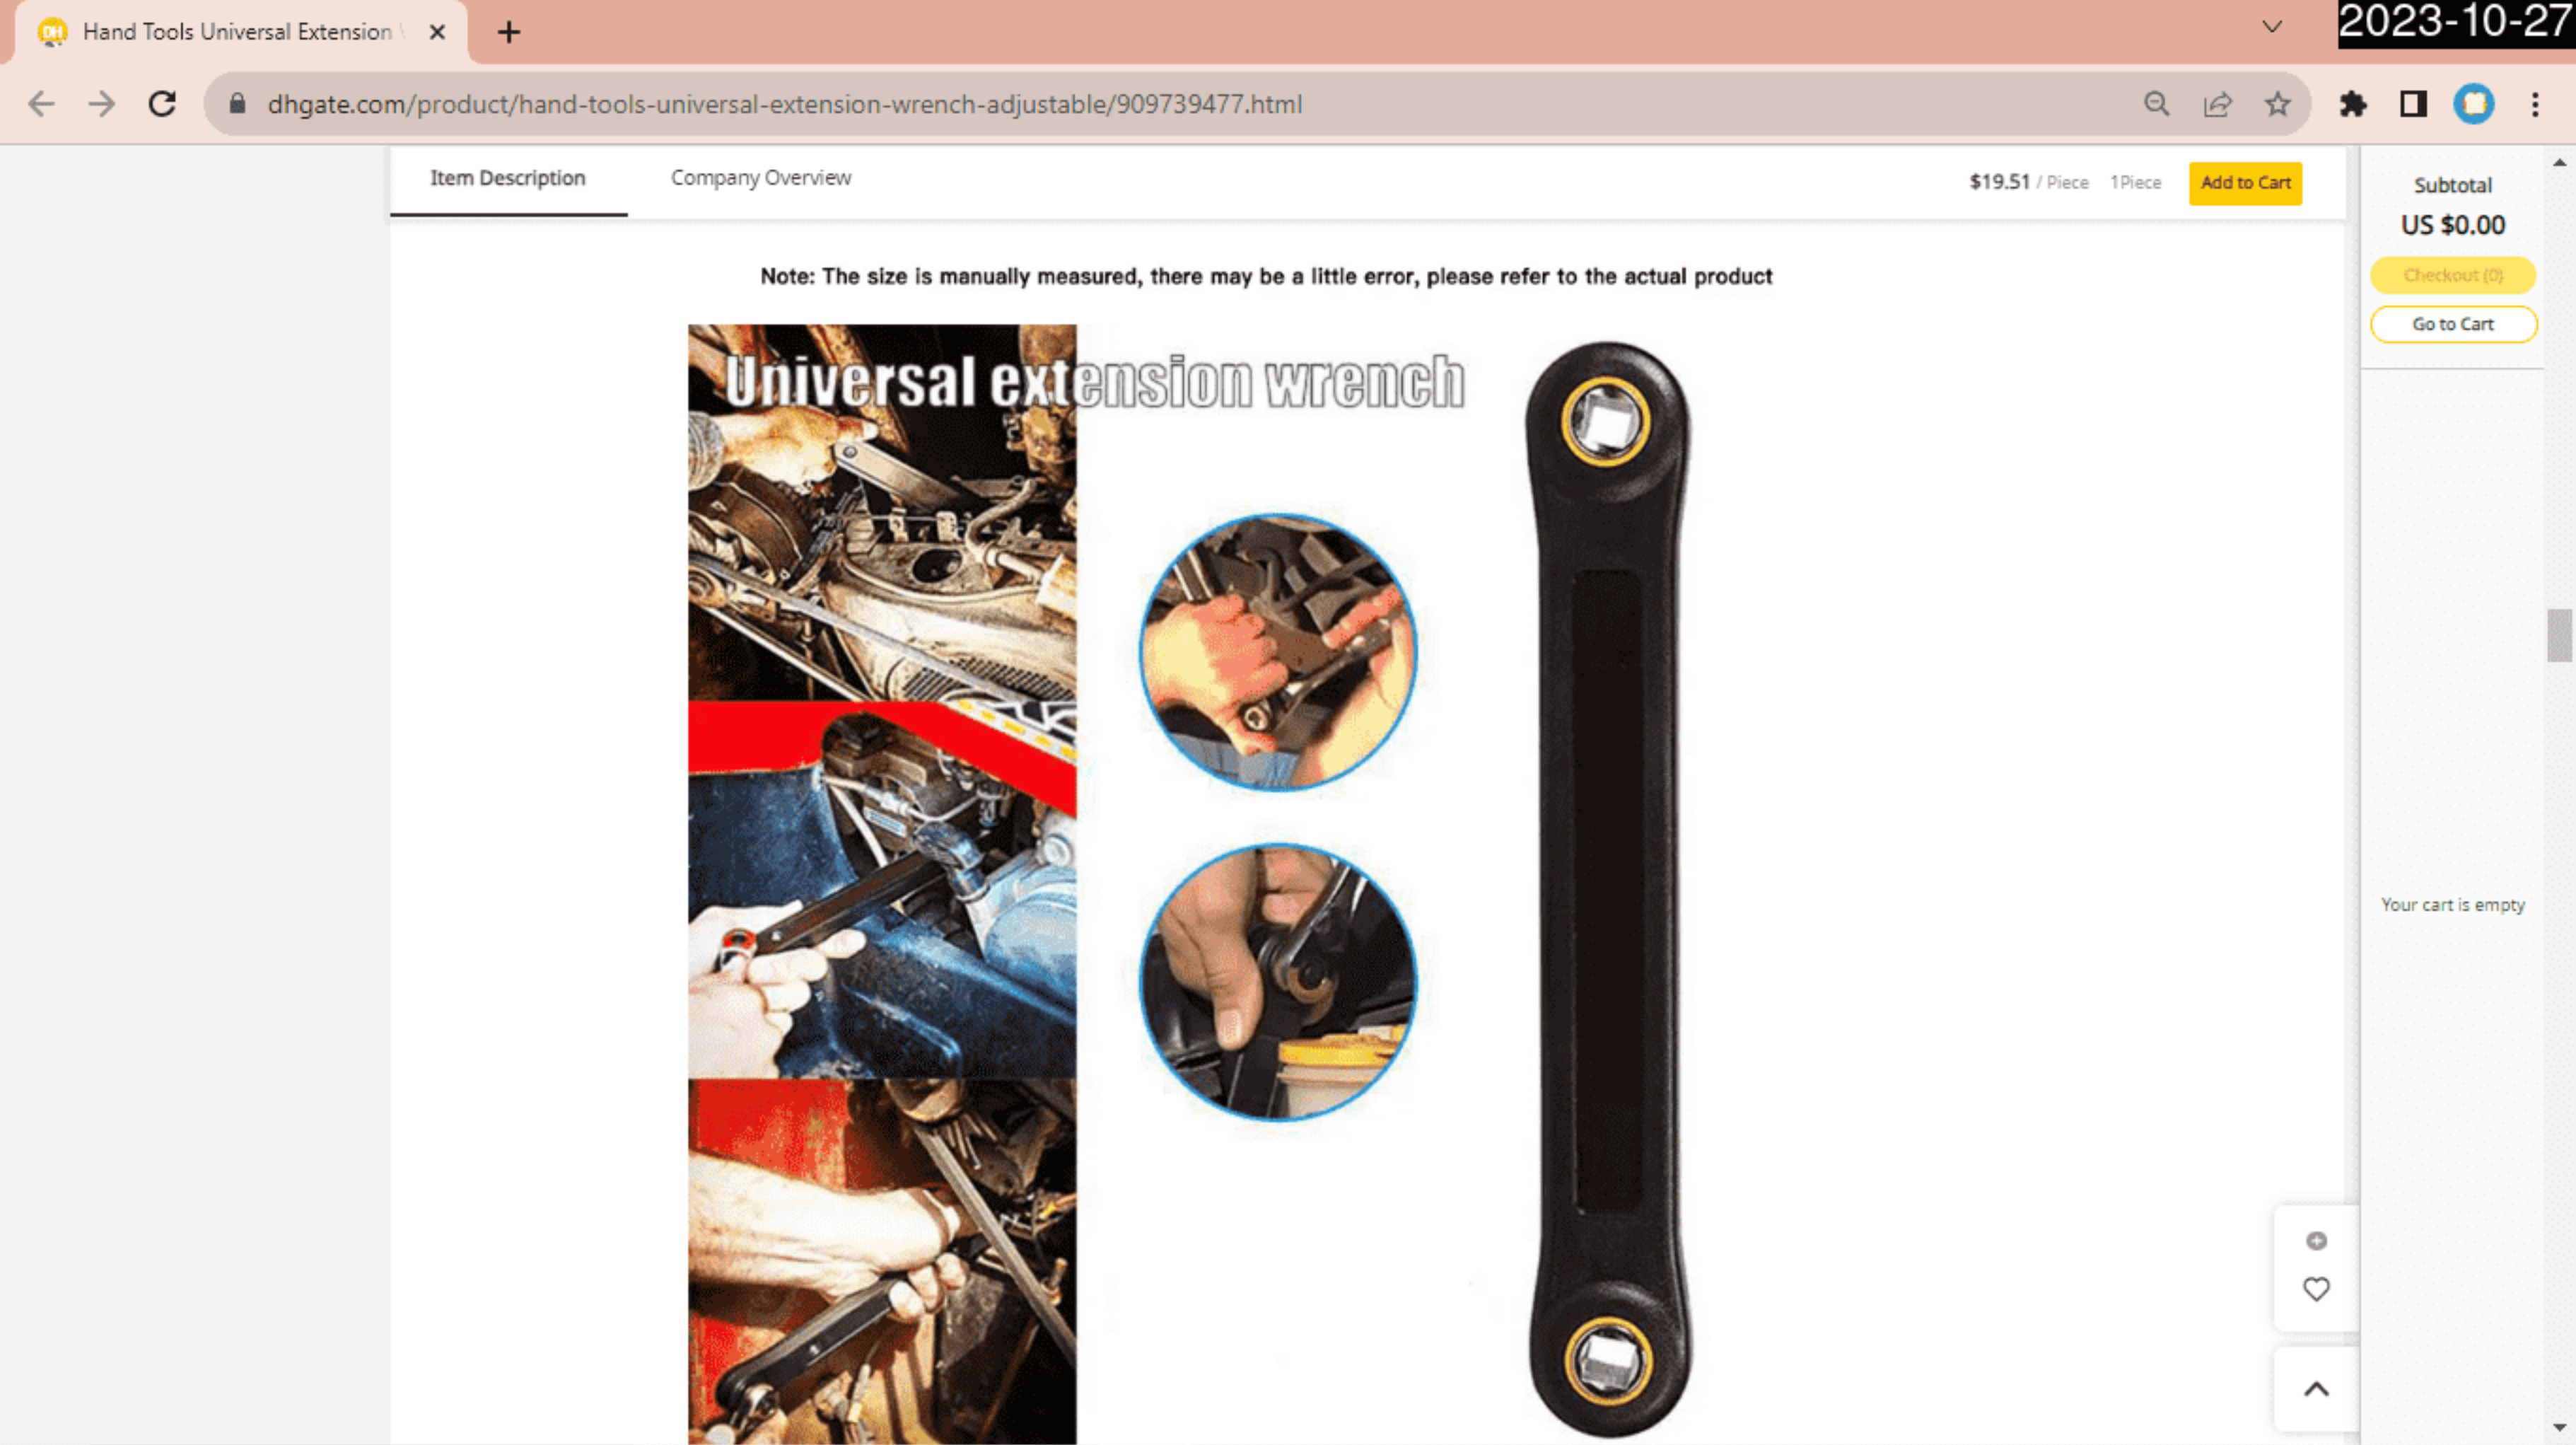 Hand Tools Universal Extension
2023-10-27
dhgate.com/product/hand-tools-universal-extension-wrench-adjustable/909739477.html
Item Description
Company Overview
$19.51 / Piece 1Piece
Add to Cart
Subtotal
US $0.00
Checkout (0)
Go to Cart
Note: The size is manually measured, there may be a little error, please refer to the actual product
Universal extension wrench
Your cart is empty